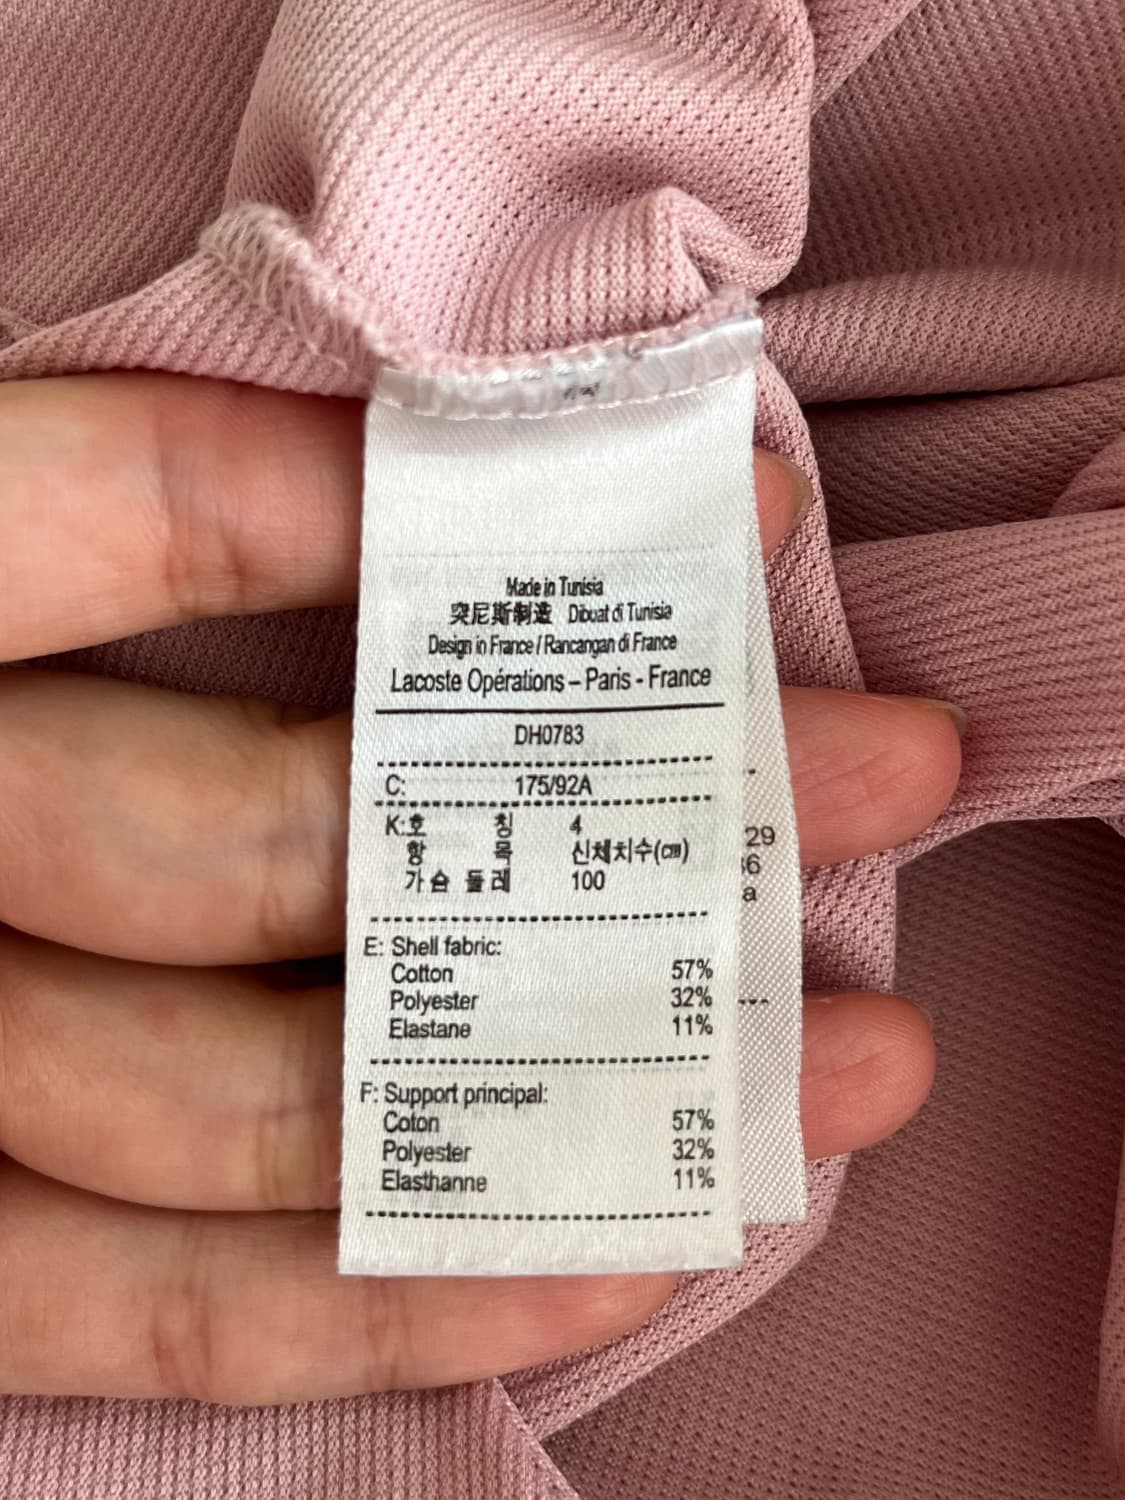 Made in Tunisia
突尼斯制造 Dibuat di Tunisia
Design in France / Rancangan di France
Lacoste Opérations – Paris - France
DH0783
C: 175/92A
K:호 칭 4
항 목 신체치수(㎝)
가슴 둘레 100
E: Shell fabric:
Cotton 57%
Polyester 32%
Elastane 11%
F: Support principal:
Coton 57%
Polyester 32%
Elasthanne 11%
29
a